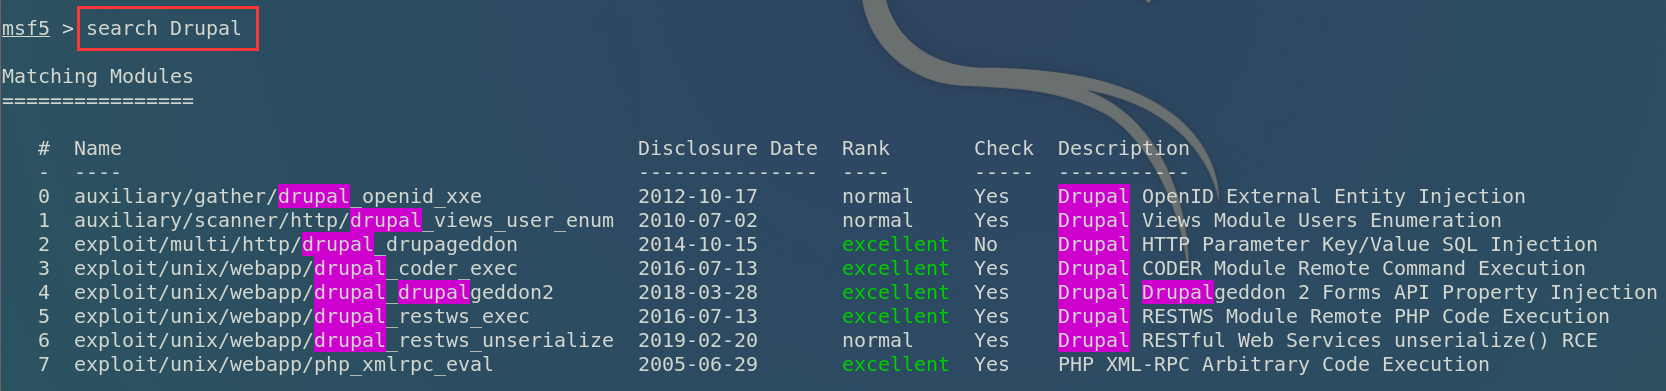 msf5 > search Drupal
Matching Modules
================
#  Name                                       Disclosure Date  Rank       Check  Description
-  ----                                       ---------------  ----       -----  -----------
0  auxiliary/gather/drupal_openid_xxe         2012-10-17       normal     Yes    Drupal OpenID External Entity Injection
1  auxiliary/scanner/http/drupal_views_user_enum  2010-07-02       normal     Yes    Drupal Views Module Users Enumeration
2  exploit/multi/http/drupal_drupageddon      2014-10-15       excellent  No     Drupal HTTP Parameter Key/Value SQL Injection
3  exploit/unix/webapp/drupal_coder_exec      2016-07-13       excellent  Yes    Drupal CODER Module Remote Command Execution
4  exploit/unix/webapp/drupal_drupalgeddon2   2018-03-28       excellent  Yes    Drupal Drupalgeddon 2 Forms API Property Injection
5  exploit/unix/webapp/drupal_restws_exec     2016-07-13       excellent  Yes    Drupal RESTWS Module Remote PHP Code Execution
6  exploit/unix/webapp/drupal_restws_unserialize  2019-02-20       normal     Yes    Drupal RESTful Web Services unserialize() RCE
7  exploit/unix/webapp/php_xmlrpc_eval        2005-06-29       excellent  Yes    PHP XML-RPC Arbitrary Code Execution